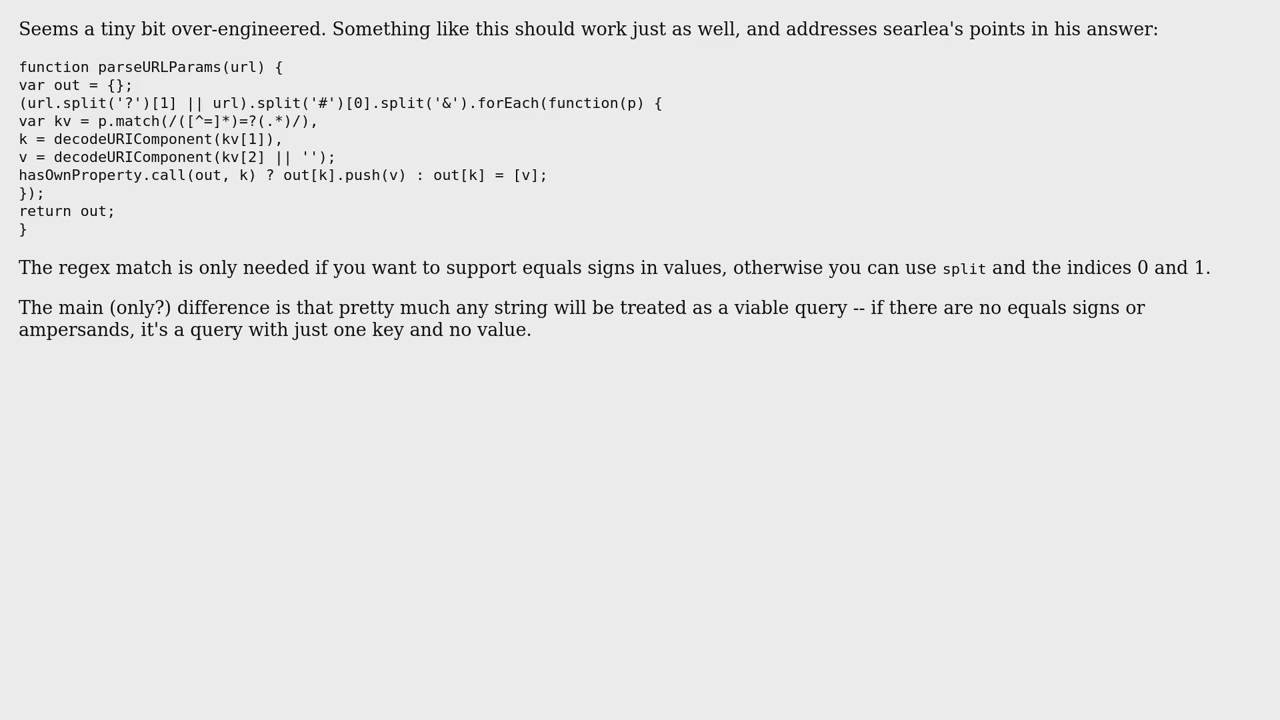 Seems a tiny bit over-engineered. Something like this should work just as well, and addresses searlea's points in his answer:
function parseURLParams(url) {
var out = {};
(url.split('?')[1] || url).split('#')[0].split('&').forEach(function(p) {
var kv = p.match(/([^=]*)=?(.*)/),
k = decodeURIComponent(kv[1]),
v = decodeURIComponent(kv[2] || '');
hasOwnProperty.call(out, k) ? out[k].push(v) : out[k] = [v];
});
return out;
}
The regex match is only needed if you want to support equals signs in values, otherwise you can use split and the indices 0 and 1.
The main (only?) difference is that pretty much any string will be treated as a viable query -- if there are no equals signs or
ampersands, it's a query with just one key and no value.